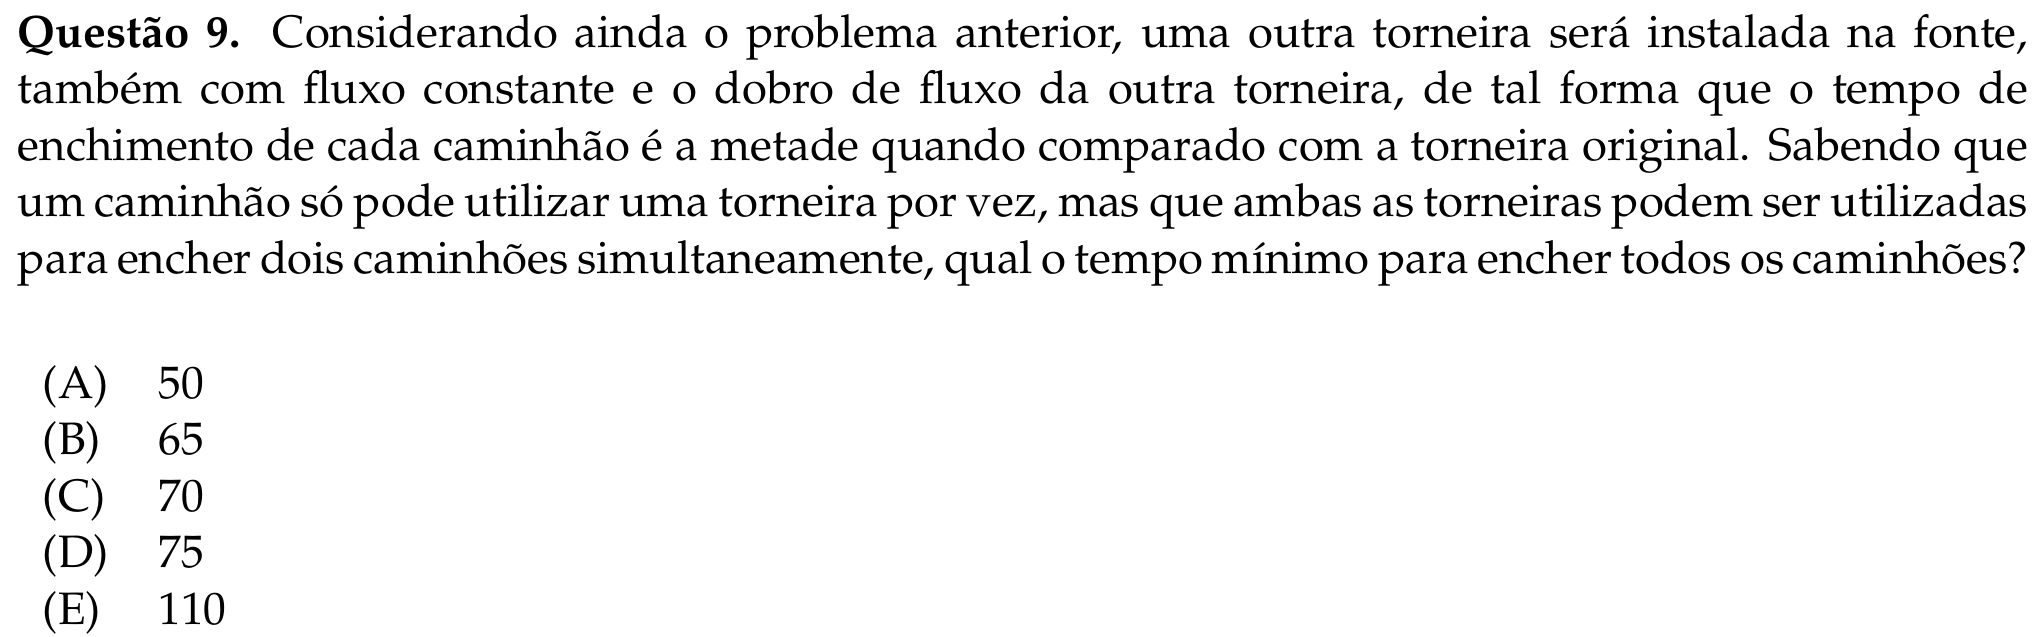 Questão 9. Considerando ainda o problema anterior, uma outra torneira será instalada na fonte,
também com fluxo constante e o dobro de fluxo da outra torneira, de tal forma que o tempo de
enchimento de cada caminhão é a metade quando comparado com a torneira original. Sabendo que
um caminhão só pode utilizar uma torneira por vez, mas que ambas as torneiras podem ser utilizadas
para encher dois caminhões simultaneamente, qual o tempo mínimo para encher todos os caminhões?
(A) 50
(B) 65
(C) 70
(D) 75
(E) 110